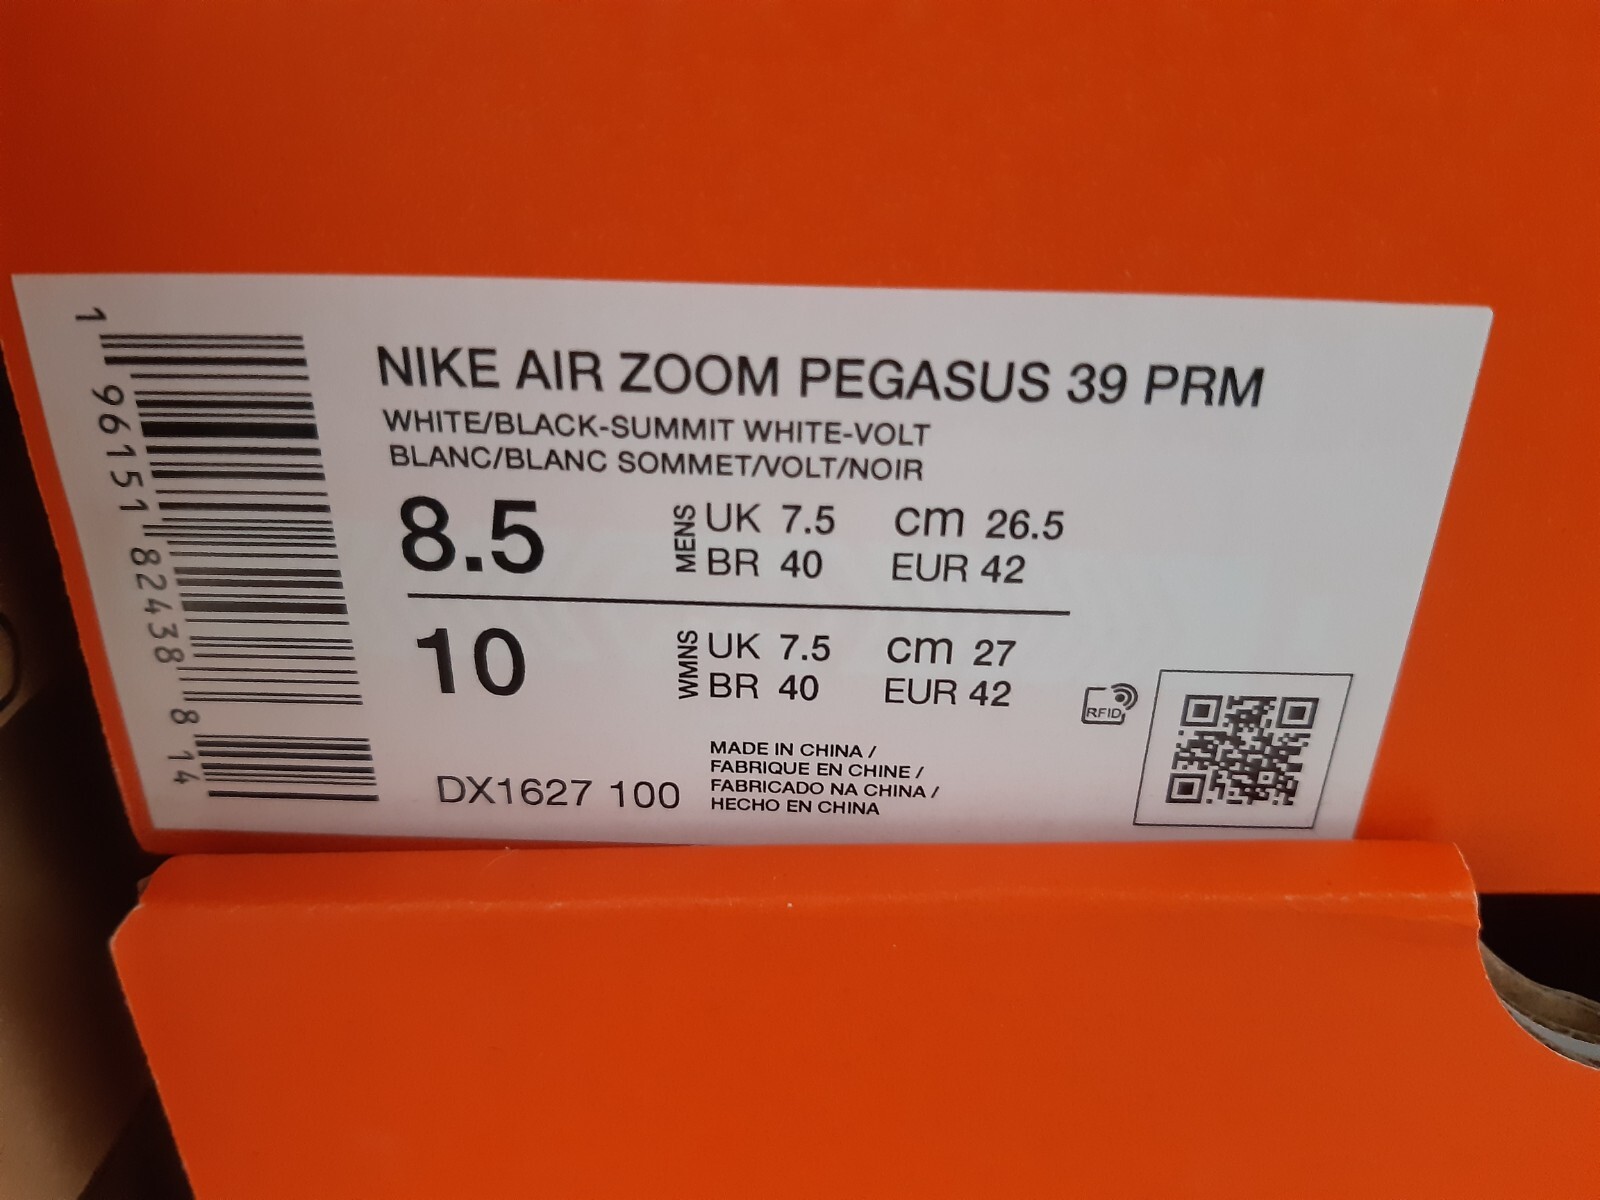 1 96151 82438 8 14
NIKE AIR ZOOM PEGASUS 39 PRM
WHITE/BLACK-SUMMIT WHITE-VOLT
BLANC/BLANC SOMMET/VOLT/NOIR
8.5 MENS UK 7.5 cm 26.5
BR 40 EUR 42
10 WMNS UK 7.5 cm 27
BR 40 EUR 42
RFID
DX1627 100
MADE IN CHINA /
FABRIQUE EN CHINE /
FABRICADO NA CHINA /
HECHO EN CHINA